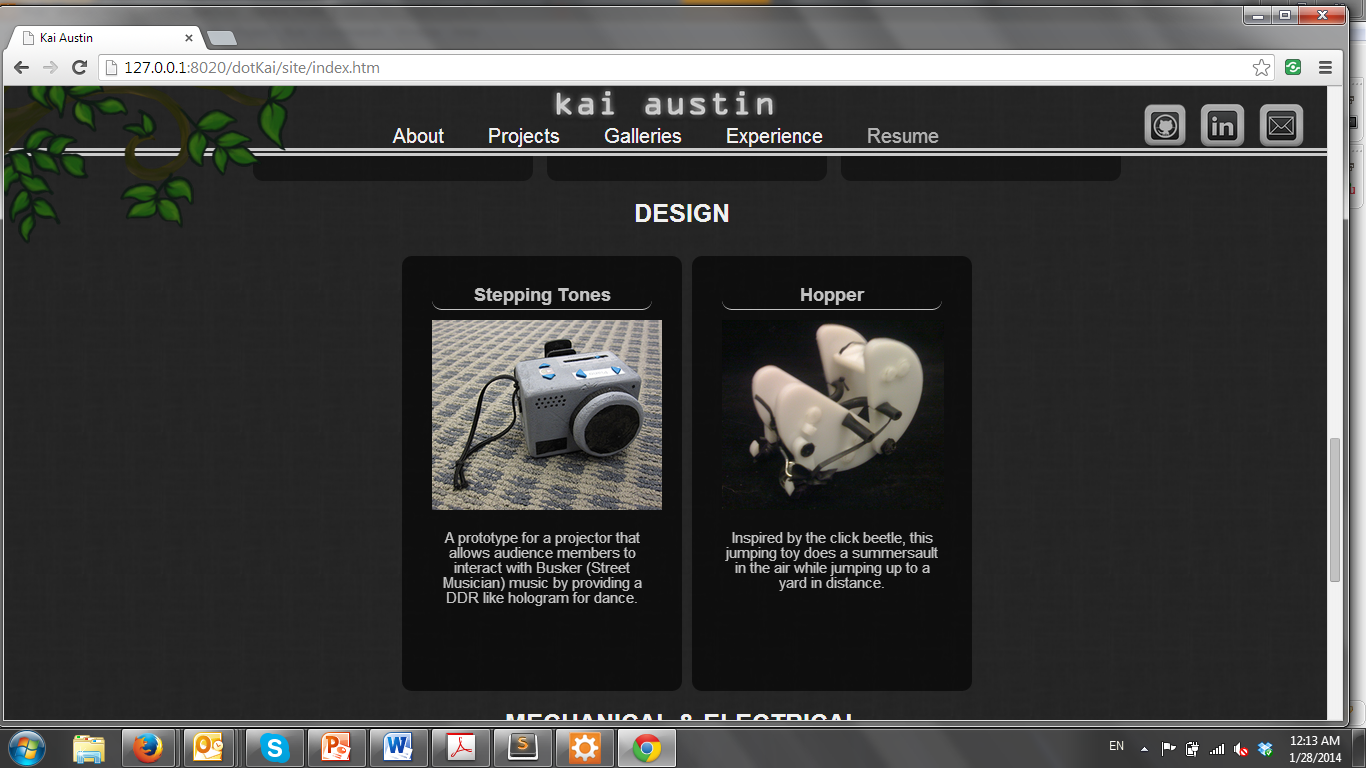 Kai Austin
127.0.0.1:8020/dotKai/site/index.htm
kai austin
About Projects Galleries Experience Resume
in
DESIGN
Stepping Tones
Hopper
A prototype for a projector that
allows audience members to
interact with Busker (Street
Musician) music by providing a
DDR like hologram for dance.
Inspired by the click beetle, this
jumping toy does a summersault
in the air while jumping up to a
yard in distance.
MECHANICAL & ELECTRICAL
EN
12:13 AM
1/28/2014